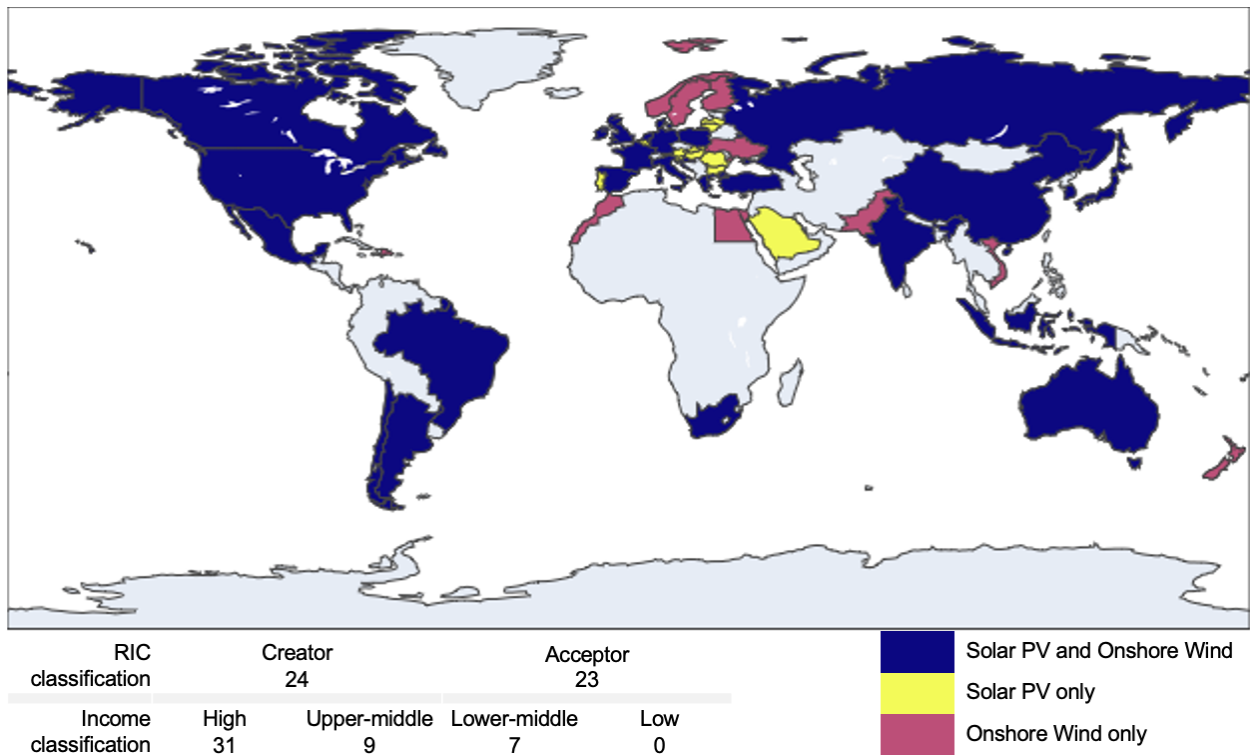 RIC classification Creator Acceptor
24 23
Income classification High Upper-middle Lower-middle Low
31 9 7 0
Solar PV and Onshore Wind
Solar PV only
Onshore Wind only